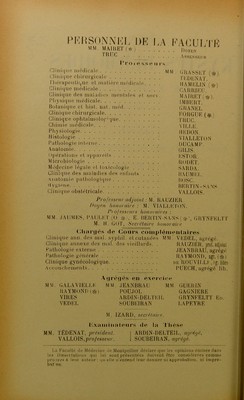 PERSONNEL DE LA FACULTÉ
MM. MAIRET (✻) Doyen
TRUC Assesseur
Professeurs
Clinique médicale MM. GRASSET (✻)
Clinique chirurgicale TÉDENAT
Thérapeutique et matière médicale HAMELIN (✻)
Clinique médicale CARRIEU
Clinique des maladies mentales et nerv. MAIRET (✻)
Physique médicale IMBERT
Botanique et hist. nat. méd. GRANEL
Clinique chirurgicale FORGUE (✻)
Clinique ophtalmologique TRUC
Chimie médicale VILLE
Physiologie HEDON
Histologie VIALLETON
Pathologie interne DUCAMP
Anatomie GILIS
Opérations et appareils ESTOR
Microbiologie RODET
Médecine légale et toxicologie SARDA
Clinique des maladies des enfants BAUMEL
Anatomie pathologique BOSC
Hygiène BERTIN-SANS
Clinique obstétricale VALLOIS
Professeur adjoint : M. RAUZIER
Doyen honoraire : M. VIALLETON
Professeurs honoraires :
MM. JAUMES, PAULET (O. ✻), E. BERTIN-SANS (✻), GRYNFELTT
M. H. GOT, Secrétaire honoraire
Chargés de Cours complémentaires
Clinique ann. des mal. syphil. et cutanées MM. VEDEL, agrégé
Clinique annexe des mal. des vieillards RAUZIER, prof. adjoint
Pathologie externe JEANBRAU, agrégé
Pathologie générale RAYMOND, agr. (✻)
Clinique gynécologique de ROUVILLE, agr. libre
Accouchements PUECH, agrégé lib.
Agrégés en exercice
MM. GALAVIELLE MM. JEANBRAU MM. GUERIN
RAYMOND (✻) POUJOL GAGNIERE
VIRES ARDIN-DELTEIL GRYNFELTT Ed.
VEDEL SOUBEIRAN LAPEYRE
M. IZARD, secrétaire.
Examinateurs de la Thèse
MM. TÉDENAT, président. ARDIN-DELTEIL, agrégé.
VALLOIS, professeur. SOUBEIRAN, agrégé.
La Faculté de Médecine de Montpellier déclare que les opinions émises dans
les Dissertations qui lui sont présentées doivent être considérées comme
propres à leur auteur ; qu'elle n'entend leur donner ni approbation, ni improbation